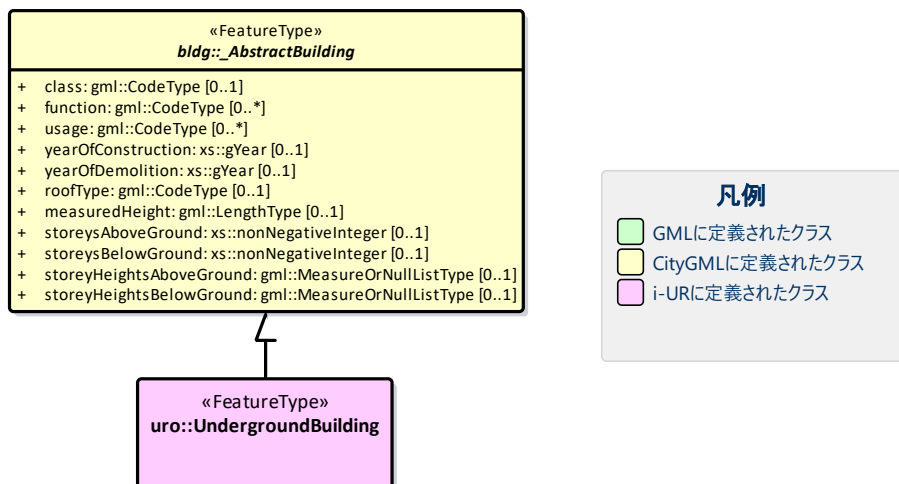 «FeatureType»
bldg::_AbstractBuilding
+ class: gml::CodeType [0..1]
+ function: gml::CodeType [0..*]
+ usage: gml::CodeType [0..*]
+ yearOfConstruction: xs::gYear [0..1]
+ yearOfDemolition: xs::gYear [0..1]
+ roofType: gml::CodeType [0..1]
+ measuredHeight: gml::LengthType [0..1]
+ storeysAboveGround: xs::nonNegativeInteger [0..1]
+ storeysBelowGround: xs::nonNegativeInteger [0..1]
+ storeyHeightsAboveGround: gml::MeasureOrNullListType [0..1]
+ storeyHeightsBelowGround: gml::MeasureOrNullListType [0..1]
«FeatureType»
uro::UndergroundBuilding
凡例
GMLに定義されたクラス
CityGMLに定義されたクラス
i-URに定義されたクラス